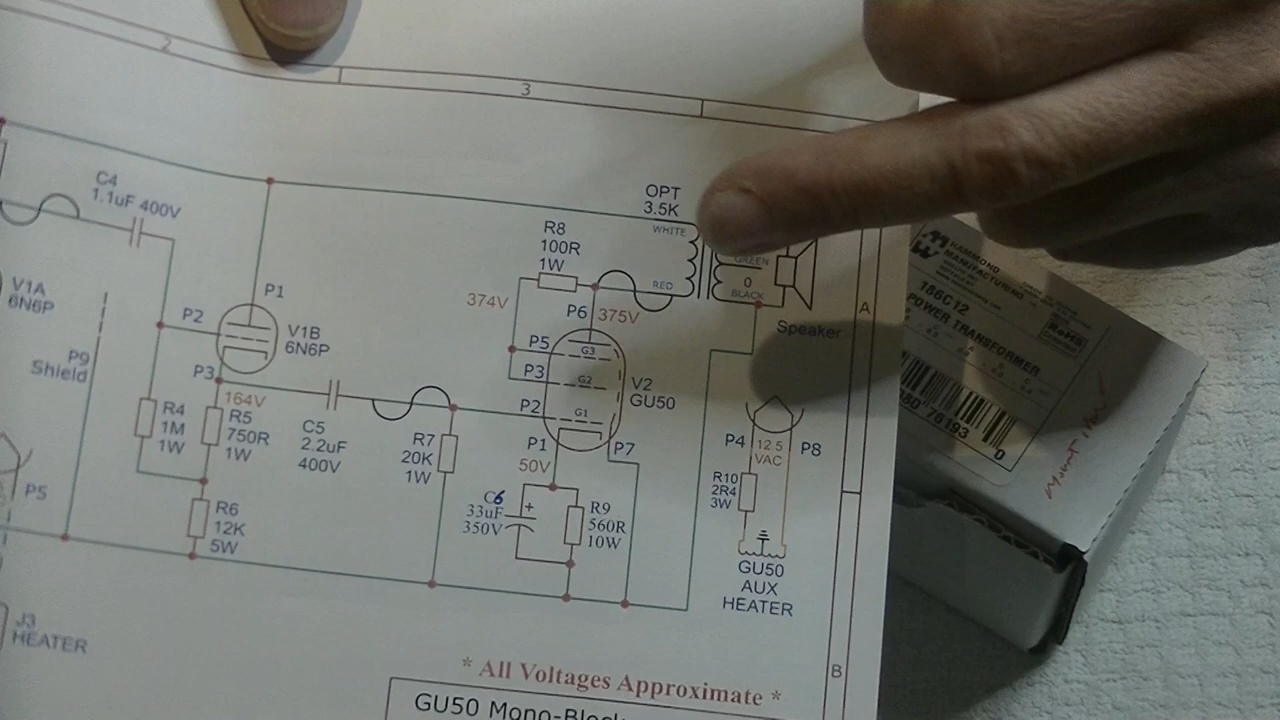 2
3
C4
1.1uF 400V
V1A
6N6P
P9
Shield
P1
P2
V1B
6N6P
P3
164V
R4
1M
1W
R5
750R
1W
R6
12K
5W
P5
J3
HEATER
C5
2.2uF
400V
R7
20K
1W
OPT
3.5K
WHITE
RED
R8
100R
1W
374V
P6
375V
P5
P3
P2
G3
G2
G1
V2
GU50
P1
50V
P7
C6
33uF
350V
+
R9
560R
10W
GREEN
0
BLACK
Speaker
P4
12.5
VAC
P8
R10
2R4
3W
GU50
AUX
HEATER
A
B
* All Voltages Approximate *
GU50 Mono-Block
HAMMOND
MANUFACTURING
186C12
POWER TRANSFORMER
RoHS
76193
0